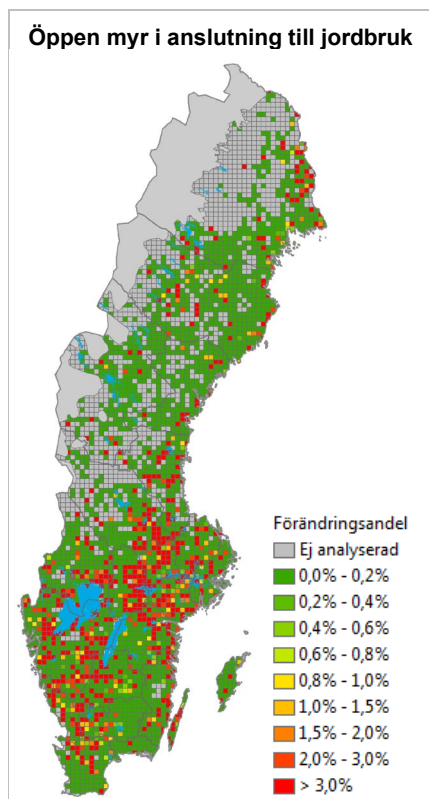 Öppen myr i anslutning till jordbruk
Förändringsandel
Ej analyserad
0,0% - 0,2%
0,2% - 0,4%
0,4% - 0,6%
0,6% - 0,8%
0,8% - 1,0%
1,0% - 1,5%
1,5% - 2,0%
2,0% - 3,0%
> 3,0%